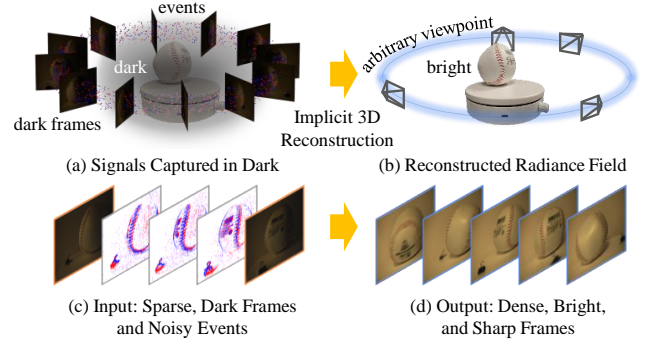 events
dark
dark frames
Implicit 3D
Reconstruction
arbitrary viewpoint
bright
(a) Signals Captured in Dark
(b) Reconstructed Radiance Field
(c) Input: Sparse, Dark Frames
and Noisy Events
(d) Output: Dense, Bright,
and Sharp Frames